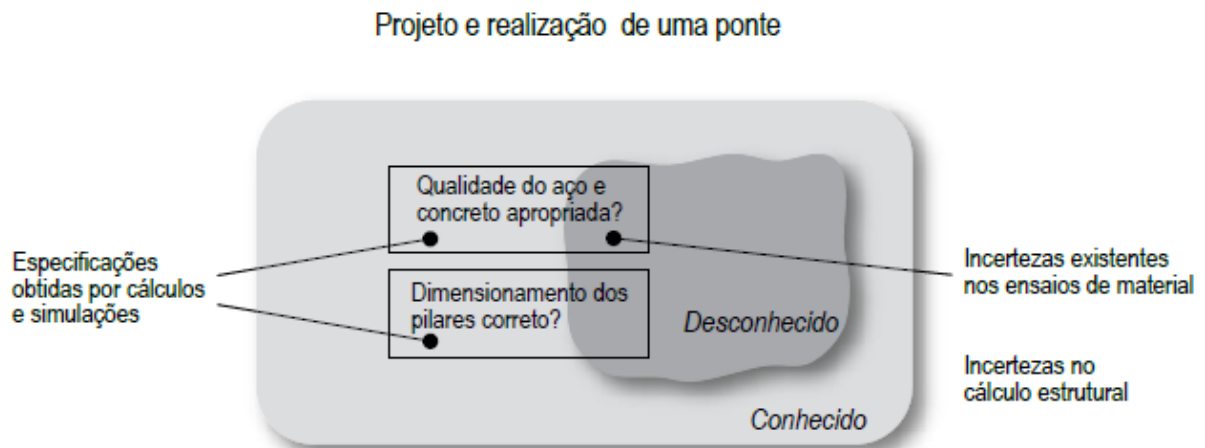 Projeto e realização de uma ponte
Qualidade do aço e
concreto apropriada?
Especificações
obtidas por cálculos
e simulações
Dimensionamento dos
pilares correto?
Desconhecido
Incertezas existentes
nos ensaios de material
Incertezas no
cálculo estrutural
Conhecido